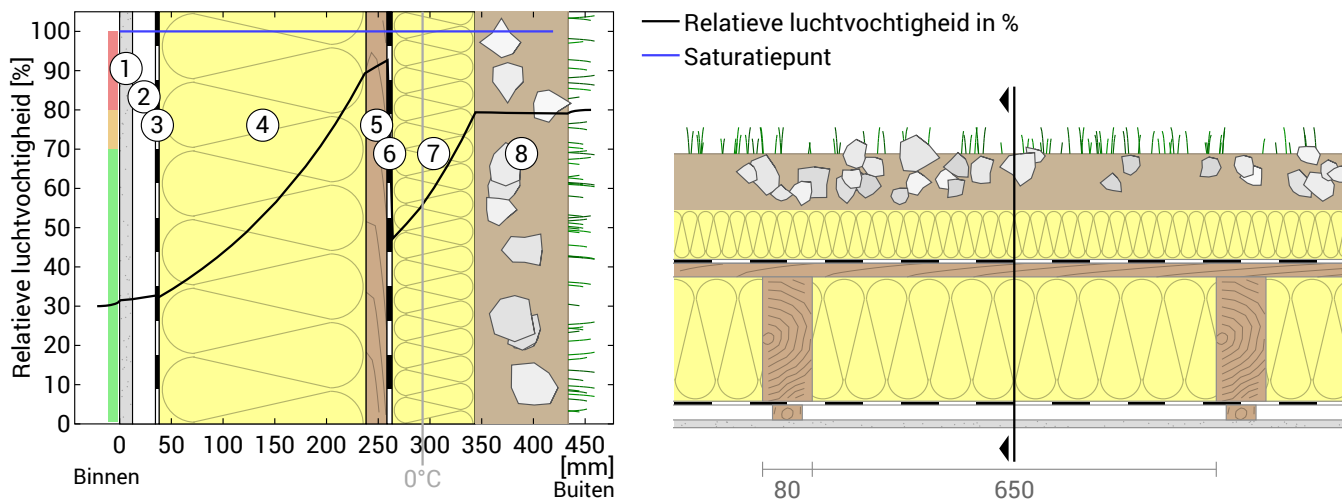 Relatieve luchtvochtigheid [%]
100
90
80
70
60
50
40
30
20
10
0
1
2
3
4
5
6
7
8
0 50 100 150 200 250 300 350 400 450
[mm]
Binnen
0°C
Buiten
Relatieve luchtvochtigheid in %
Saturatiepunt
80
650